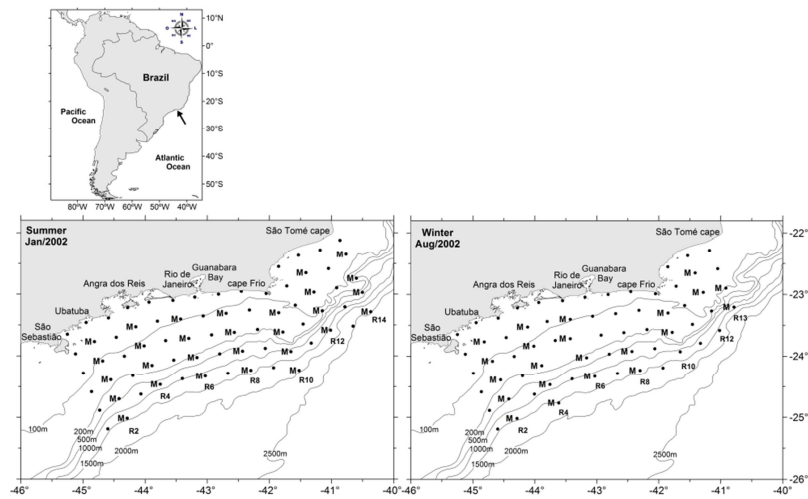 10°N
0°
10°S
20°S
30°S
40°S
50°S
Brazil
Pacific
Ocean
Atlantic
Ocean
80°W 70°W 60°W 50°W 40°W
Summer
Jan/2002
São Tomé cape
Guanabara
Bay
Rio de
Janeiro
cape Frio
Angra dos Reis
Ubatuba
São
Sebastião
M
R14
R12
R10
R8
R6
R4
R2
100m
200m
500m
1000m
1500m
2000m
2500m
-46° -45° -44° -43° -42° -41° -40°
Winter
Aug/2002
São Tomé cape
Guanabara
Bay
Rio de
Janeiro
cape Frio
Angra dos Reis
Ubatuba
São
Sebastião
M
R13
R12
R10
R8
R6
R4
R2
100m
200m
500m
1000m
1500m
2000m
2500m
-22°
-23°
-24°
-25°
-26°
-46° -45° -44° -43° -42° -41° -40°